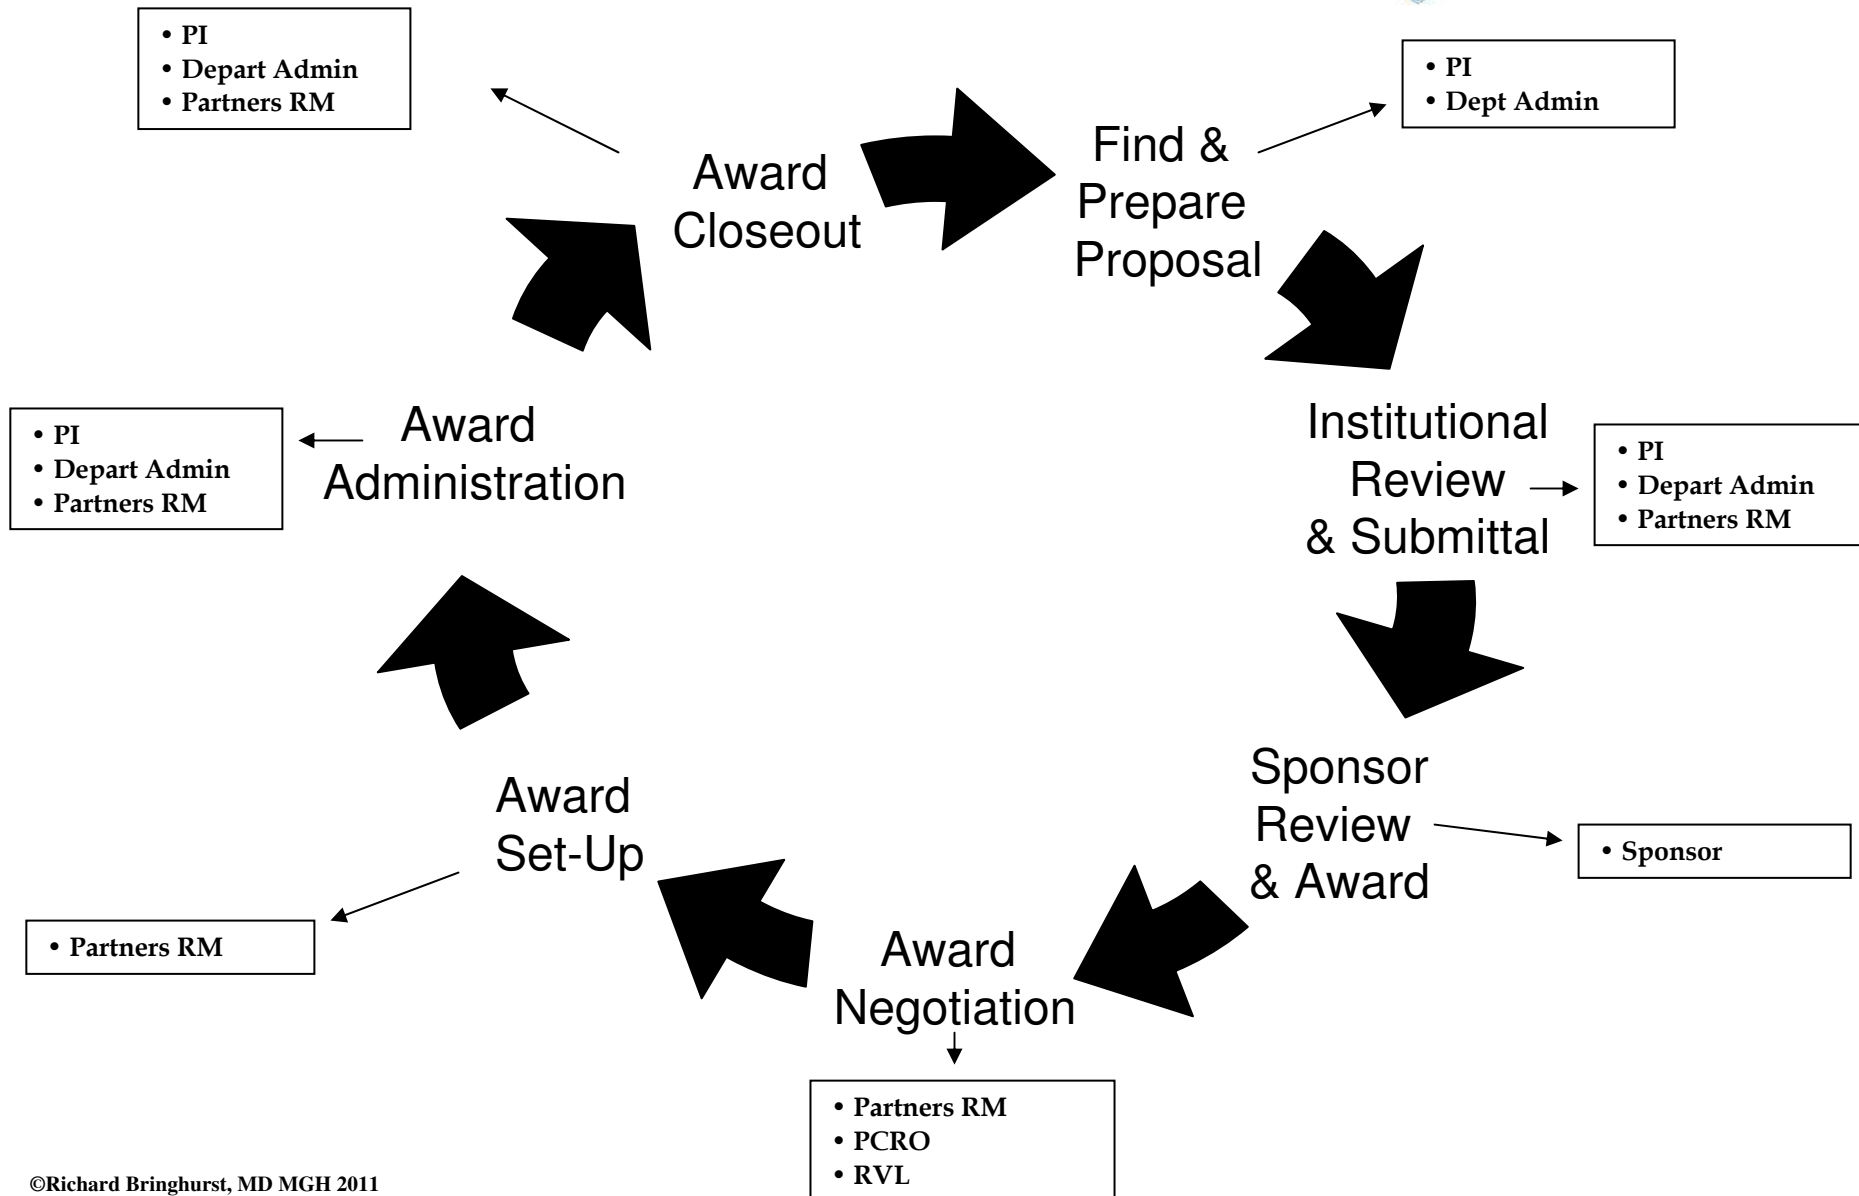 • PI
• Depart Admin
• Partners RM
• PI
• Dept Admin
Award
Closeout
Find &
Prepare
Proposal
Award
Administration
• PI
• Depart Admin
• Partners RM
Institutional
Review
& Submittal
• PI
• Depart Admin
• Partners RM
Sponsor
Review
& Award
• Sponsor
Award
Set-Up
• Partners RM
Award
Negotiation
• Partners RM
• PCRO
• RVL
©Richard Bringhurst, MD MGH 2011